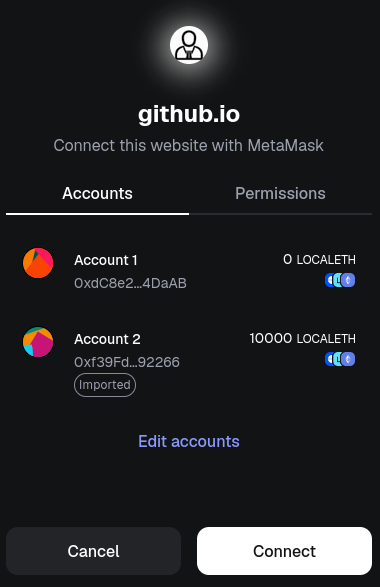 github.io
Connect this website with MetaMask
Accounts Permissions
Account 1 0 LOCALETH
0xdC8e2...4DaAB
Account 2 10000 LOCALETH
0xf39Fd...92266
Imported
Edit accounts
Cancel Connect